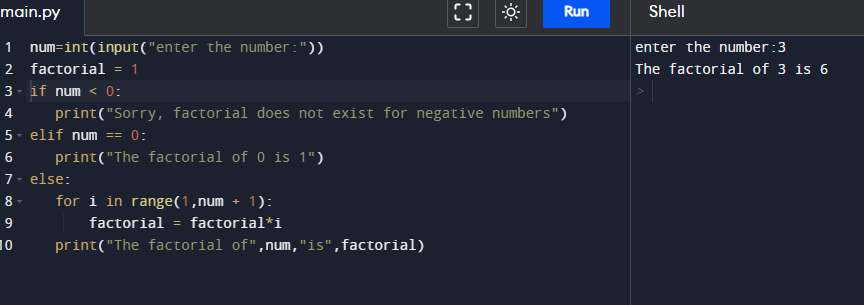 main.py Run Shell
1 num=int(input("enter the number:"))
2 factorial = 1
3 if num < 0:
4 print("Sorry, factorial does not exist for negative numbers")
5 elif num == 0:
6 print("The factorial of 0 is 1")
7 else:
8 for i in range(1,num + 1):
9 factorial = factorial*i
10 print("The factorial of",num,"is",factorial)
enter the number:3
The factorial of 3 is 6
>